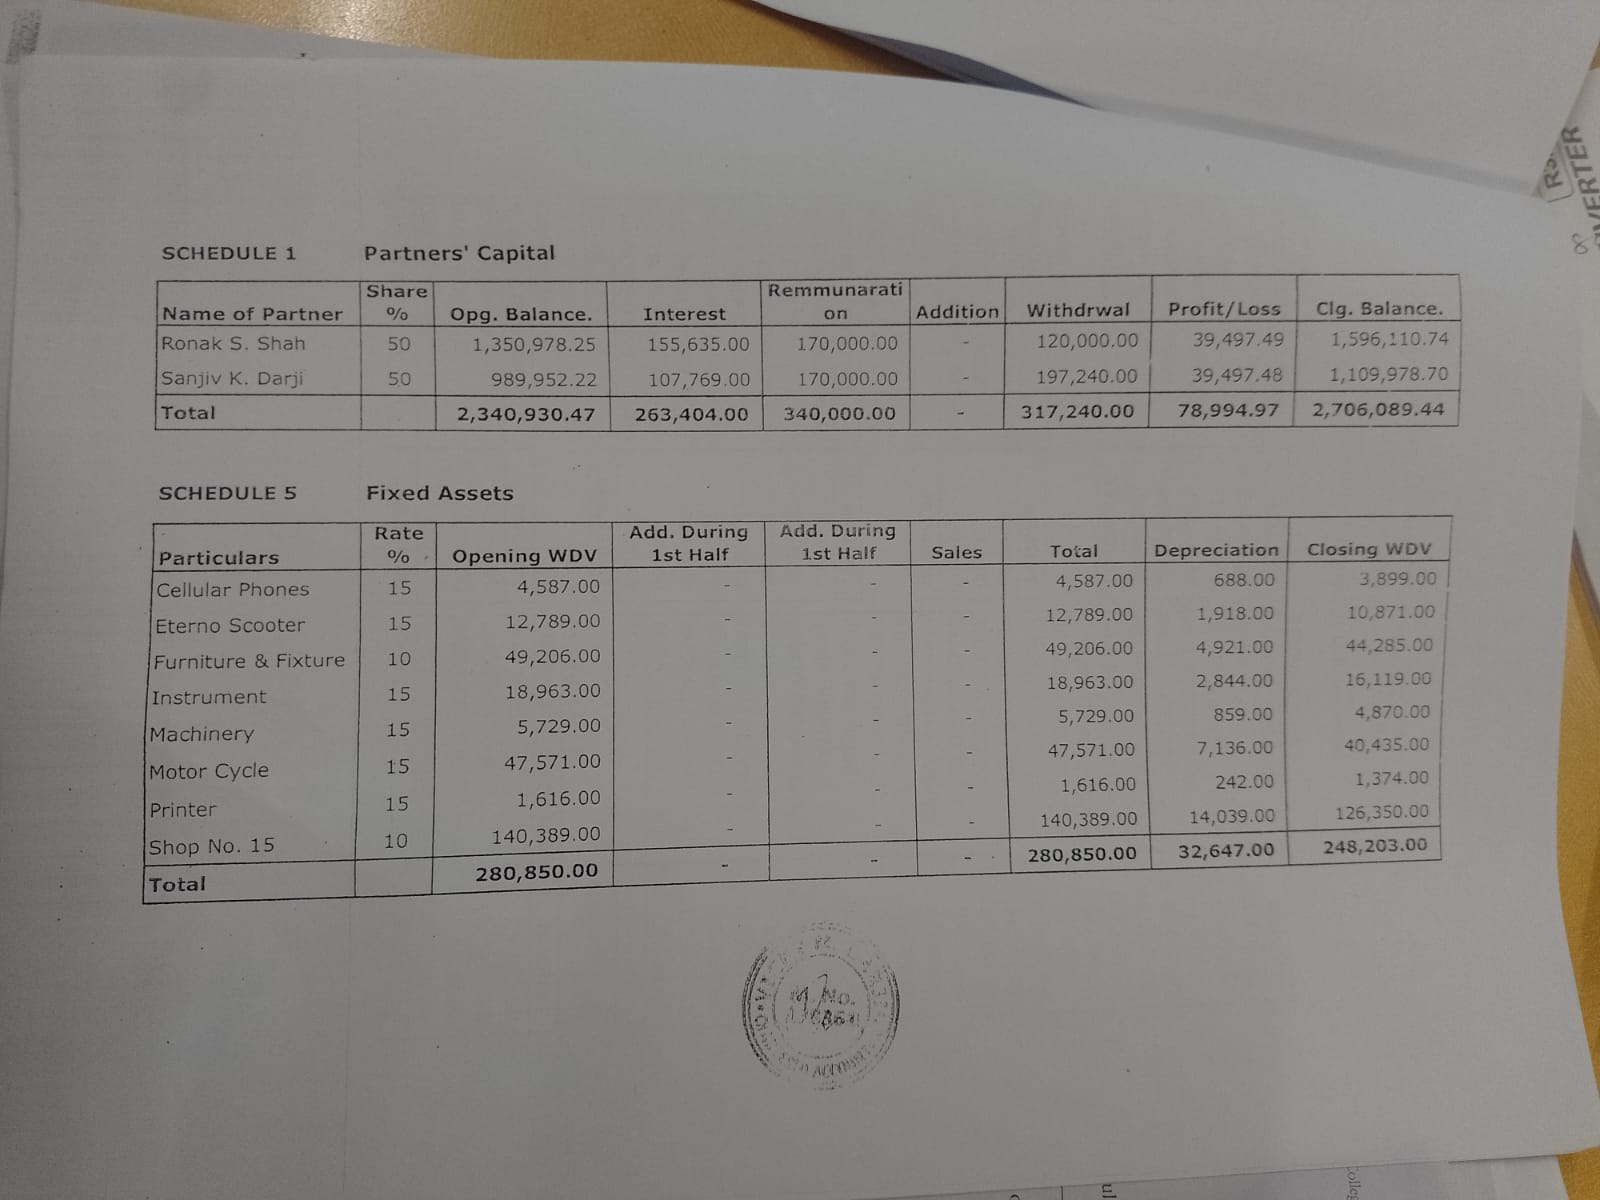 SCHEDULE 1 Partners' Capital
Name of Partner Share % Opg. Balance. Interest Remmunarati on Addition Withdrwal Profit/Loss Clg. Balance.
Ronak S. Shah 50 1,350,978.25 155,635.00 170,000.00 - 120,000.00 39,497.49 1,596,110.74
Sanjiv K. Darji 50 989,952.22 107,769.00 170,000.00 - 197,240.00 39,497.48 1,109,978.70
Total 2,340,930.47 263,404.00 340,000.00 - 317,240.00 78,994.97 2,706,089.44
SCHEDULE 5 Fixed Assets
Particulars Rate % Opening WDV Add. During 1st Half Add. During 1st Half Sales Total Depreciation Closing WDV
Cellular Phones 15 4,587.00 - - - 4,587.00 688.00 3,899.00
Eterno Scooter 15 12,789.00 - - - 12,789.00 1,918.00 10,871.00
Furniture & Fixture 10 49,206.00 - - - 49,206.00 4,921.00 44,285.00
Instrument 15 18,963.00 - - - 18,963.00 2,844.00 16,119.00
Machinery 15 5,729.00 - - - 5,729.00 859.00 4,870.00
Motor Cycle 15 47,571.00 - - - 47,571.00 7,136.00 40,435.00
Printer 15 1,616.00 - - - 1,616.00 242.00 1,374.00
Shop No. 15 10 140,389.00 - - - 140,389.00 14,039.00 126,350.00
Total 280,850.00 - - - 280,850.00 32,647.00 248,203.00
M. No.